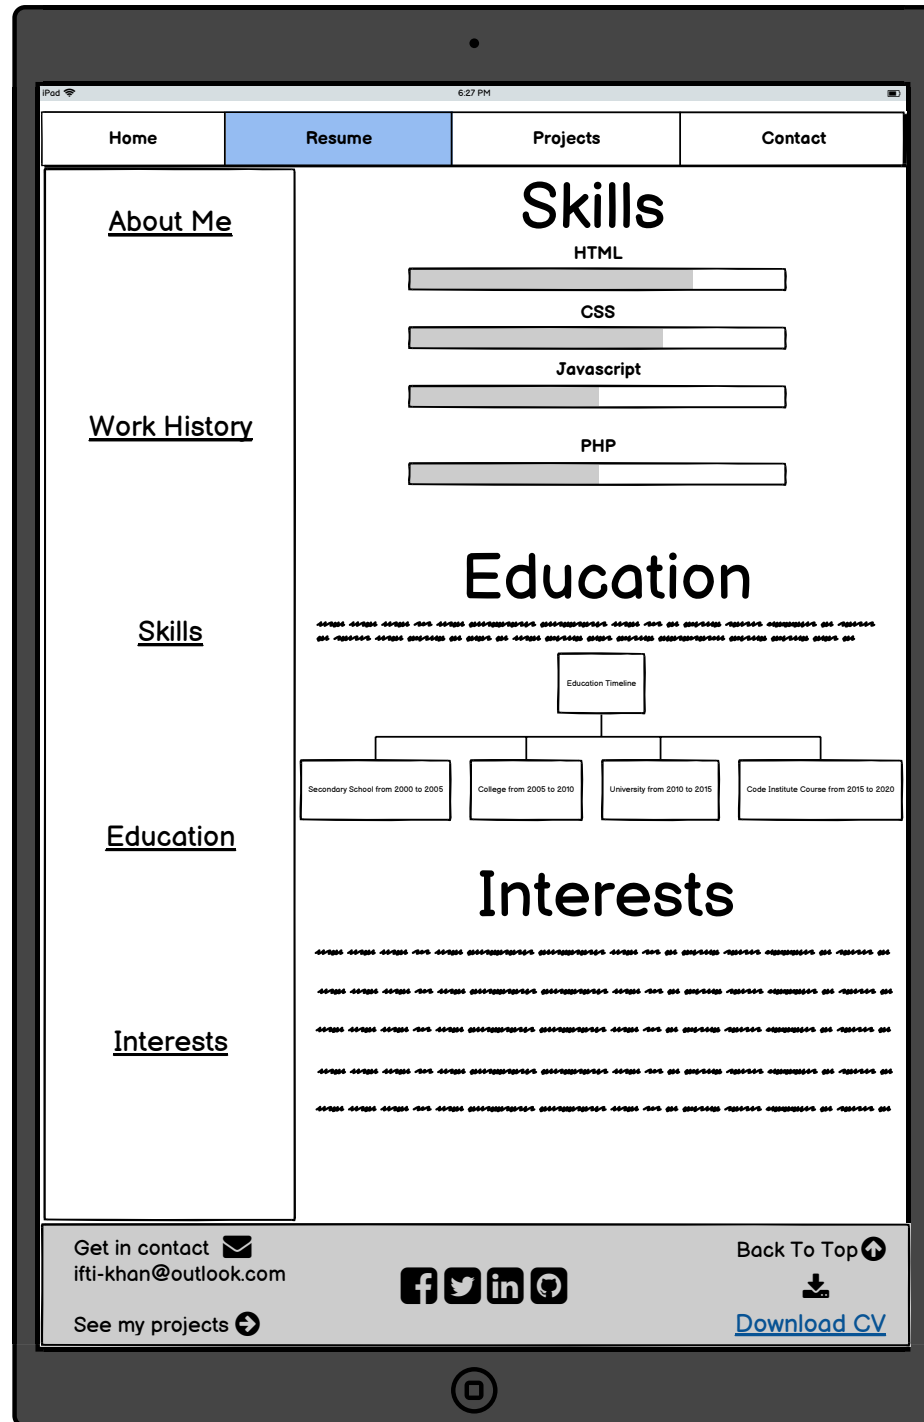 iPad
6:27 PM
Home
Resume
Projects
Contact
About Me
Work History
Skills
Education
Interests
Skills
HTML
CSS
Javascript
PHP
Education
Education Timeline
Secondary School from 2000 to 2005
College from 2005 to 2010
University from 2010 to 2015
Code Institute Course from 2015 to 2020
Interests
Get in contact
ifti-khan@outlook.com
See my projects
Back To Top
Download CV